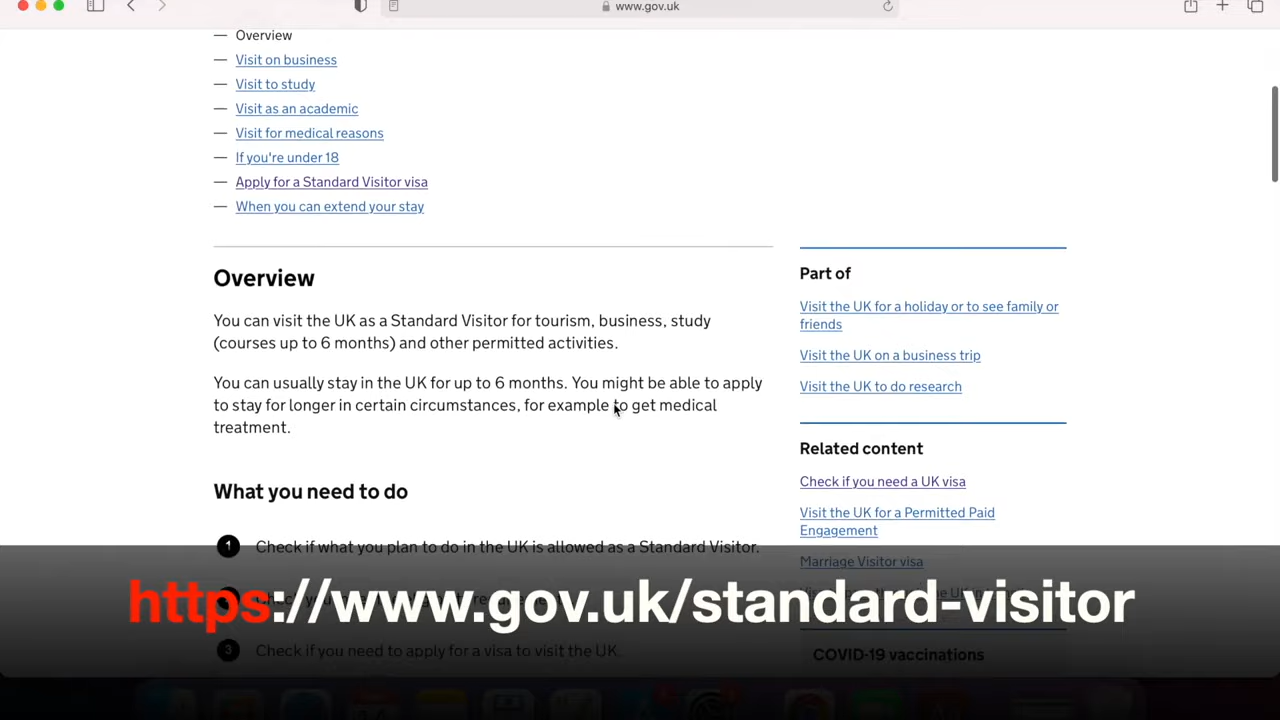 www.gov.uk
— Overview
— Visit on business
— Visit to study
— Visit as an academic
— Visit for medical reasons
— If you're under 18
— Apply for a Standard Visitor visa
— When you can extend your stay
Overview
You can visit the UK as a Standard Visitor for tourism, business, study
(courses up to 6 months) and other permitted activities.
You can usually stay in the UK for up to 6 months. You might be able to apply
to stay for longer in certain circumstances, for example to get medical
treatment.
What you need to do
1 Check if what you plan to do in the UK is allowed as a Standard Visitor.
3 Check if you need to apply for a visa to visit the UK.
Part of
Visit the UK for a holiday or to see family or
friends
Visit the UK on a business trip
Visit the UK to do research
Related content
Check if you need a UK visa
Visit the UK for a Permitted Paid
Engagement
Marriage Visitor visa
COVID-19 vaccinations
https://www.gov.uk/standard-visitor